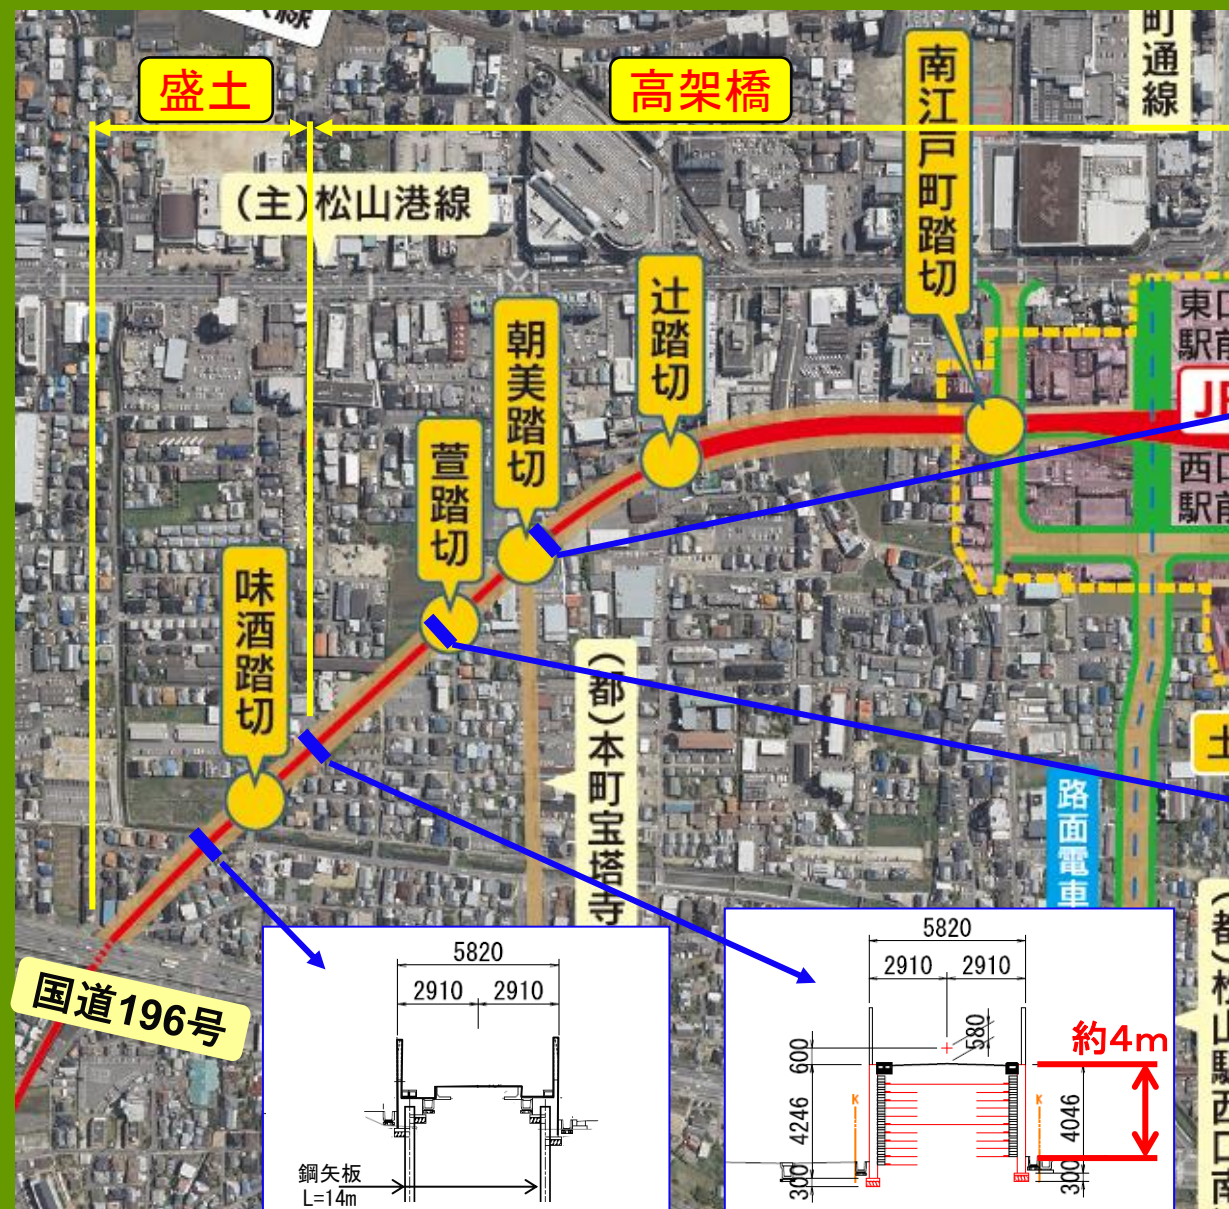 線
盛土
高架橋
町通線
南江戸町踏切
(主)松山港線
辻踏切
朝美踏切
萱踏切
味酒踏切
東口
駅前
JR
西口
駅前
(都)本町宝塔寺
路面電車
(都)松山駅西口南
国道196号
5820
2910 2910
鋼矢板
L=14m
5820
2910 2910
580
600
4246
300
K
K
4046
300
約4m